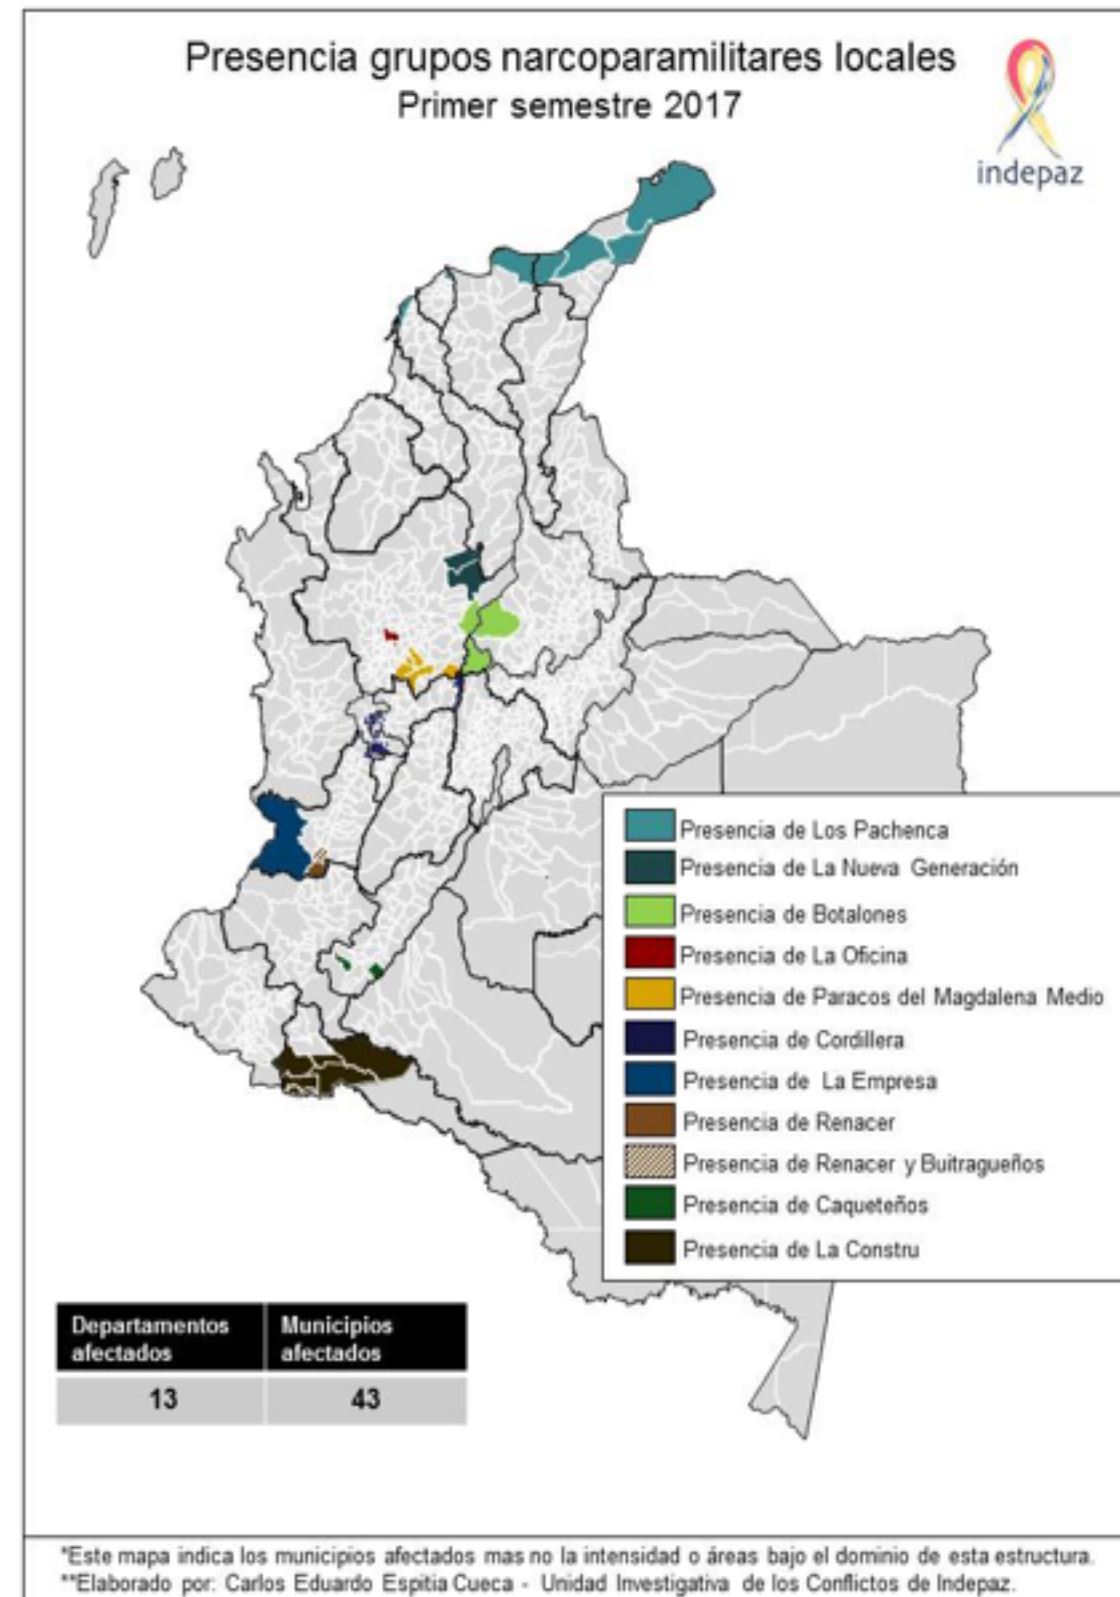 Presencia grupos narcoparamilitares locales
Primer semestre 2017
indepaz
Presencia de Los Pachenca
Presencia de La Nueva Generación
Presencia de Botalones
Presencia de La Oficina
Presencia de Paracos del Magdalena Medio
Presencia de Cordillera
Presencia de La Empresa
Presencia de Renacer
Presencia de Renacer y Buitragueños
Presencia de Caqueteños
Presencia de La Constru
Departamentos afectados
Municipios afectados
13
43
*Este mapa indica los municipios afectados mas no la intensidad o áreas bajo el dominio de esta estructura.
**Elaborado por: Carlos Eduardo Espitia Cueca - Unidad Investigativa de los Conflictos de Indepaz.